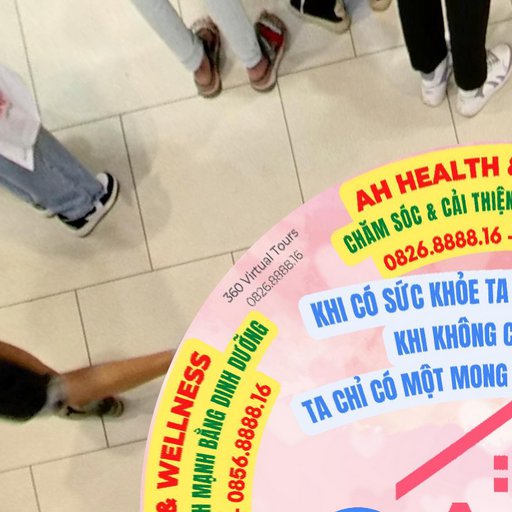 AH HEALTH &
CHĂM SÓC & CẢI THIỆN
0826.8888.16 -
360 Virtual Tours
0826.8888.16
KHI CÓ SỨC KHỎE TA
KHI KHÔNG C
TA CHỈ CÓ MỘT MONG
& WELLNESS
H MẠNH BẰNG DINH DƯỠNG
- 0856.8888.16